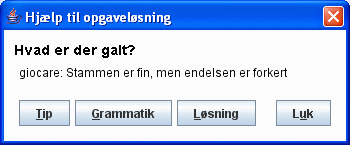 Hjælp til opgaveløsning
Hvad er der galt?
giocare: Stammen er fin, men endelsen er forkert
Tip Grammatik Løsning Luk